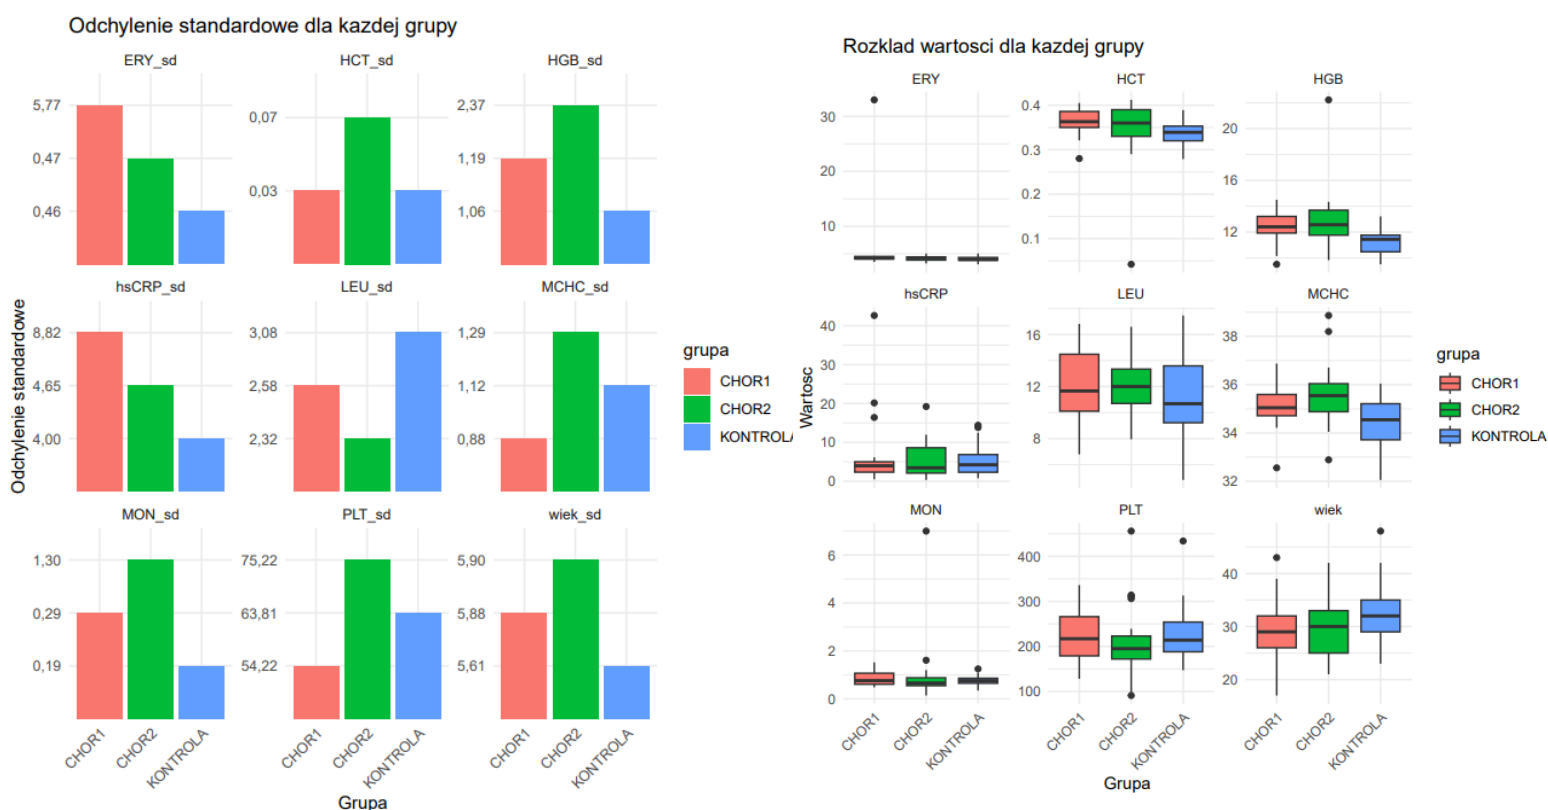 Odchylenie standardowe dla kazdej grupy
ERY_sd
HCT_sd
HGB_sd
5,77
0,47
0,46
0,07
0,03
2,37
1,19
1,06
hsCRP_sd
LEU_sd
MCHC_sd
8,82
4,65
4,00
3,08
2,58
2,32
1,29
1,12
0,88
MON_sd
PLT_sd
wiek_sd
1,30
0,29
0,19
75,22
63,81
54,22
5,90
5,88
5,61
CHOR1
CHOR2
KONTROLA
CHOR1
CHOR2
KONTROLA
CHOR1
CHOR2
KONTROLA
Odchylenie standardowe
Grupa
grupa
CHOR1
CHOR2
KONTROL
Rozklad wartosci dla kazdej grupy
ERY
HCT
HGB
30
20
10
0.4
0.3
0.2
0.1
20
16
12
hsCRP
LEU
MCHC
40
30
20
10
0
16
12
8
38
36
34
32
MON
PLT
wiek
6
4
2
0
400
300
200
100
40
30
20
CHOR1
CHOR2
KONTROLA
CHOR1
CHOR2
KONTROLA
CHOR1
CHOR2
KONTROLA
Wartosc
Grupa
grupa
CHOR1
CHOR2
KONTROLA